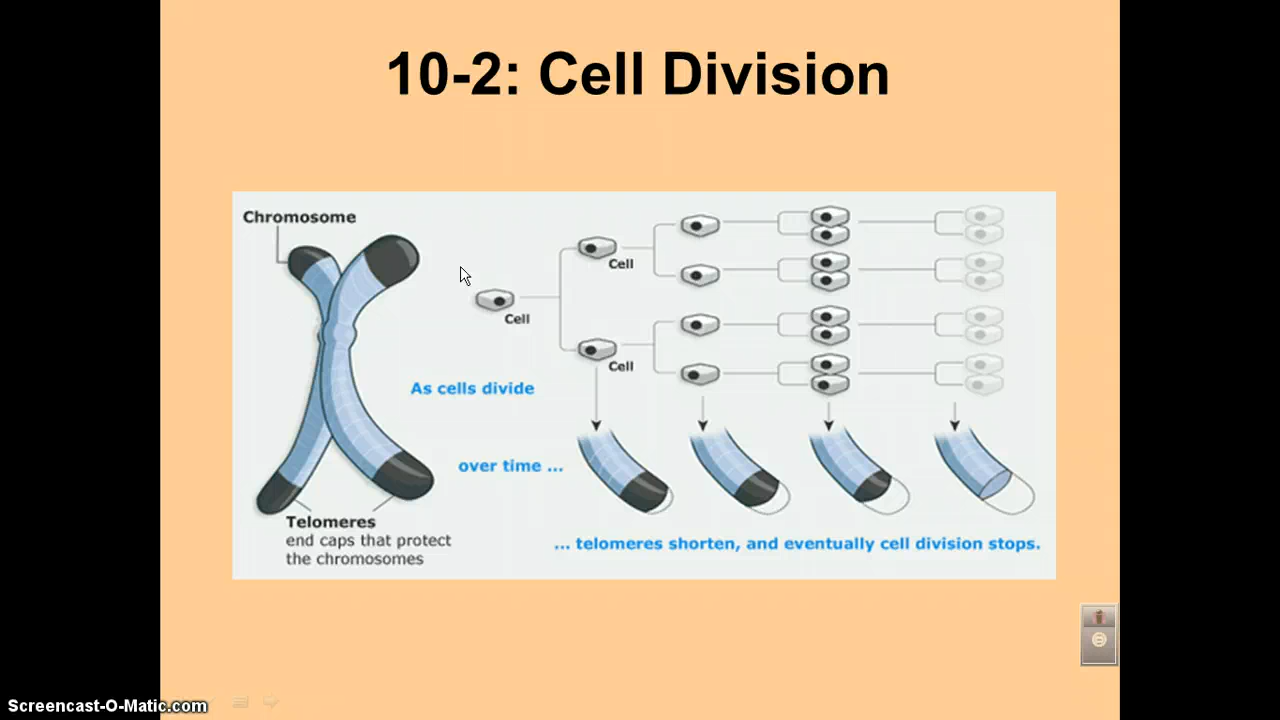 10-2: Cell Division
Chromosome
Cell
Cell
Cell
As cells divide
over time ...
Telomeres
end caps that protect
the chromosomes
... telomeres shorten, and eventually cell division stops.
Screencast-O-Matic.com